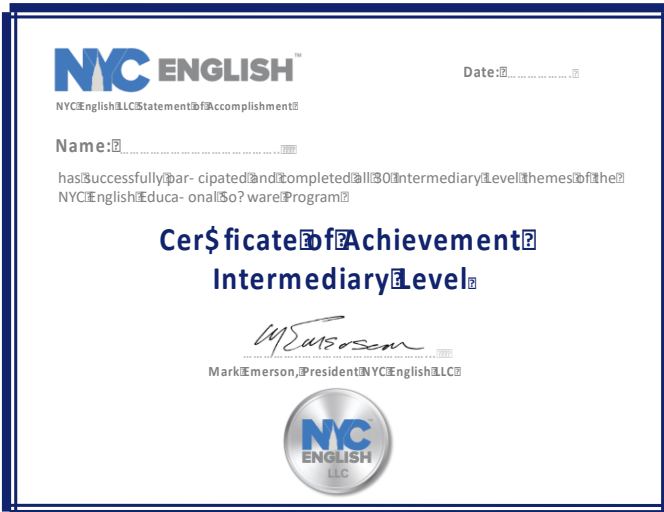 NYC ENGLISH™
Date:⍰................⍰
NYC⍰English⍰LLC⍰Statement⍰of⍰Accomplishment⍰
Name:⍰..................................⍰⍰⍰
has⍰successfully⍰par- cipated⍰and⍰completed⍰all⍰30⍰Intermediary⍰Level⍰themes⍰of⍰the⍰
NYC⍰English⍰Educa- onal⍰So? ware⍰Program⍰
Cer$ ficate⍰of⍰Achievement⍰
Intermediary⍰Level⍰
Mark⍰Emerson,⍰President⍰NYC⍰English⍰LLC⍰
NYC
ENGLISH
LLC